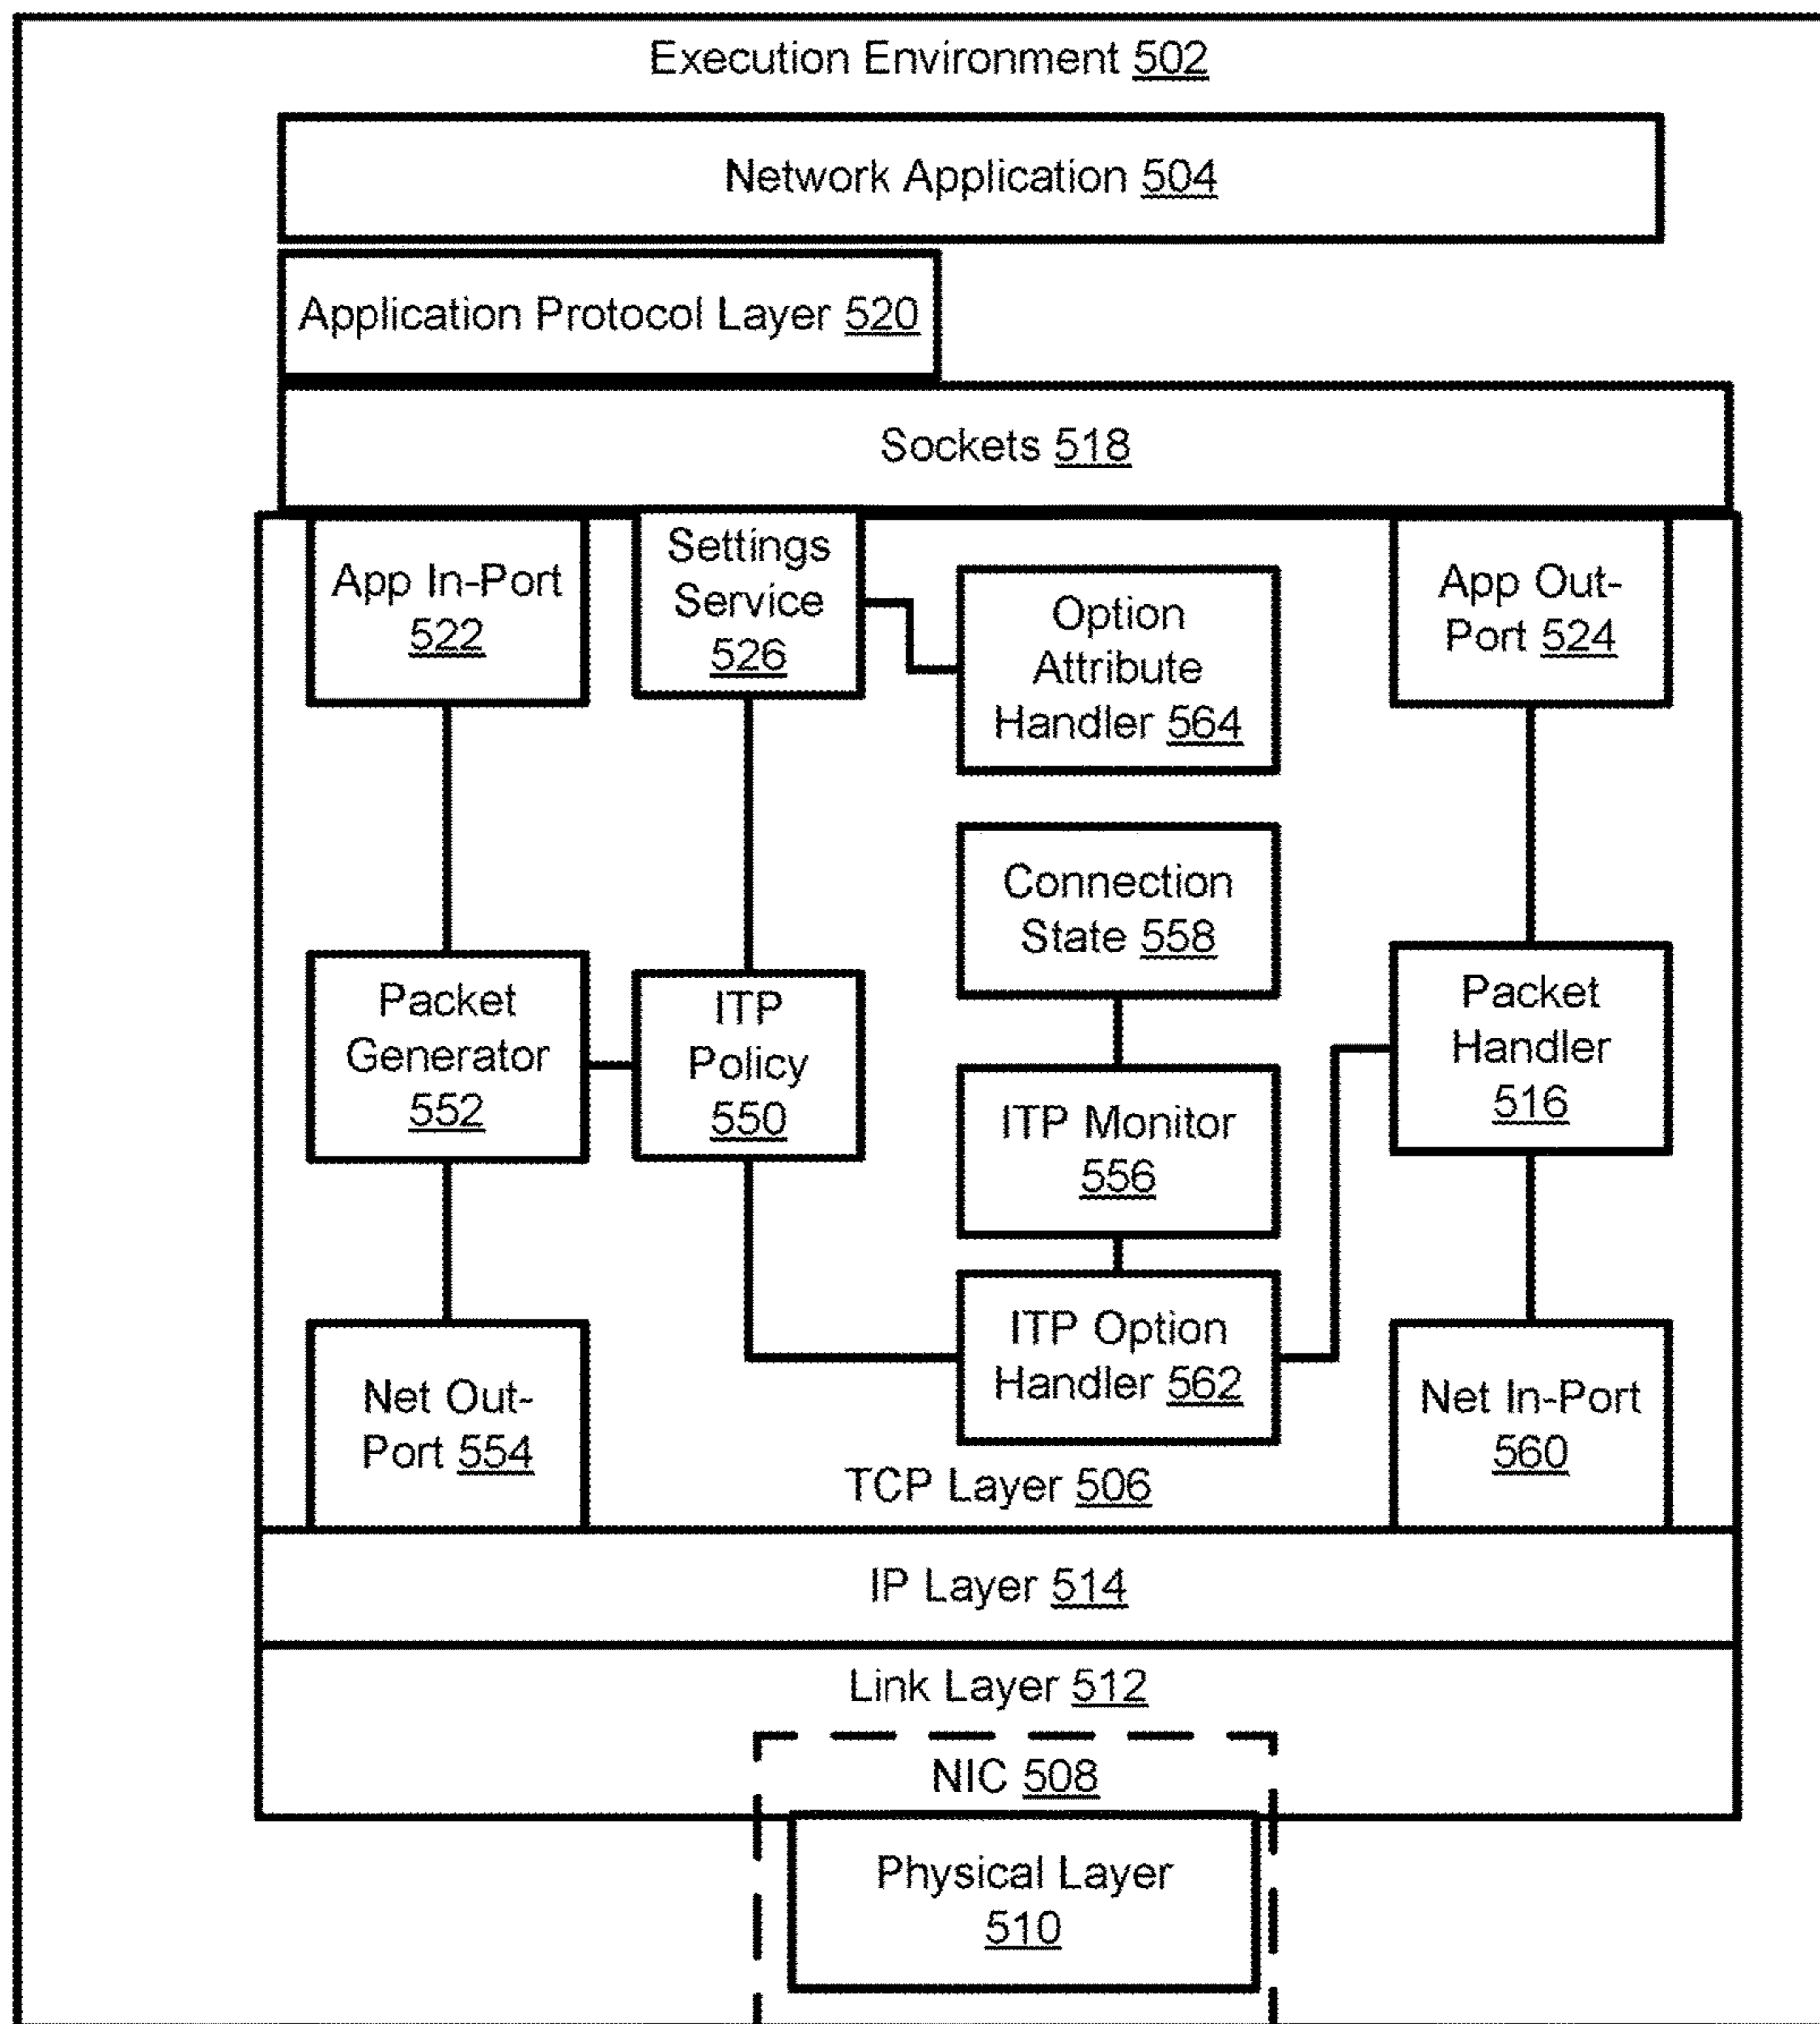 Execution Environment 502
Network Application 504
Application Protocol Layer 520
Sockets 518
App In-Port
522
Settings
Service
526
Option
Attribute
Handler 564
App Out-
Port 524
Connection
State 558
Packet
Generator
552
ITP
Policy
550
Packet
Handler
516
ITP Monitor
556
ITP Option
Handler 562
Net Out-
Port 554
Net In-Port
560
TCP Layer 506
IP Layer 514
Link Layer 512
NIC 508
Physical Layer
510